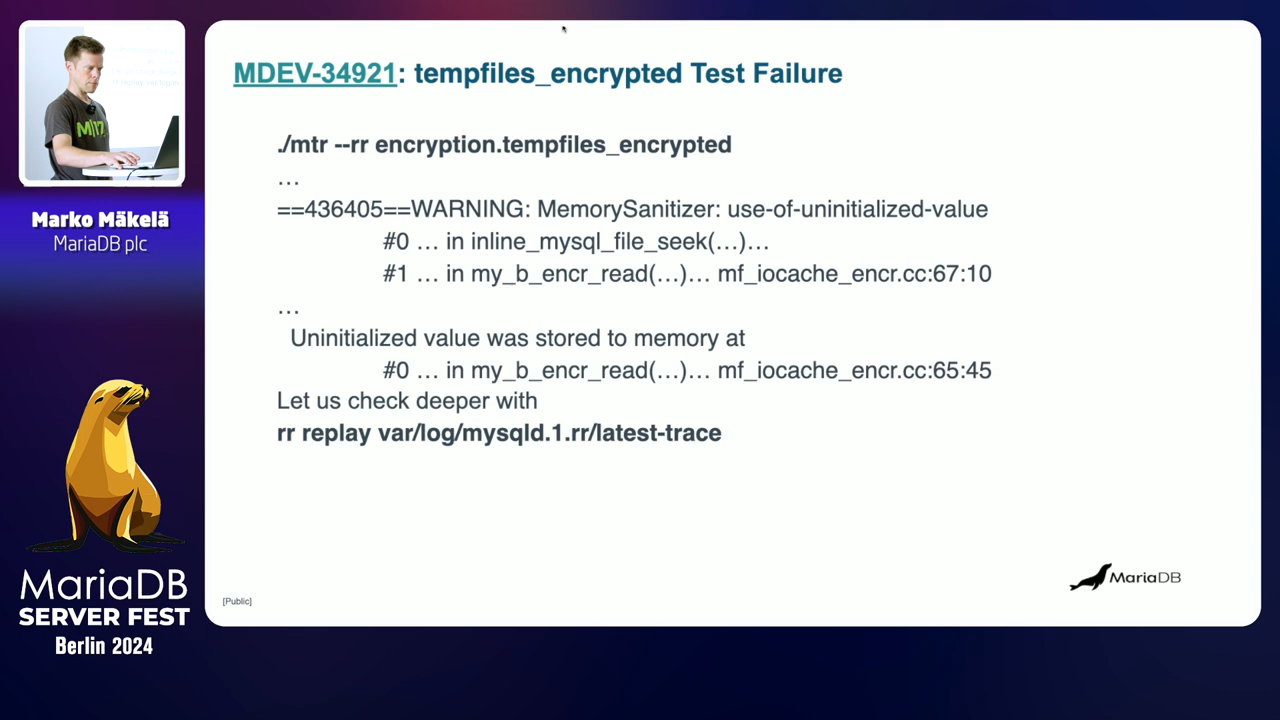 MDEV-34921: tempfiles_encrypted Test Failure
./mtr --rr encryption.tempfiles_encrypted
…
==436405==WARNING: MemorySanitizer: use-of-uninitialized-value
#0 … in inline_mysql_file_seek(…)…
#1 … in my_b_encr_read(…)… mf_iocache_encr.cc:67:10
…
Uninitialized value was stored to memory at
#0 … in my_b_encr_read(…)… mf_iocache_encr.cc:65:45
Let us check deeper with
rr replay var/log/mysqld.1.rr/latest-trace
MariaDB
[Public]
Marko Mäkelä
MariaDB plc
MariaDB
SERVER FEST
Berlin 2024